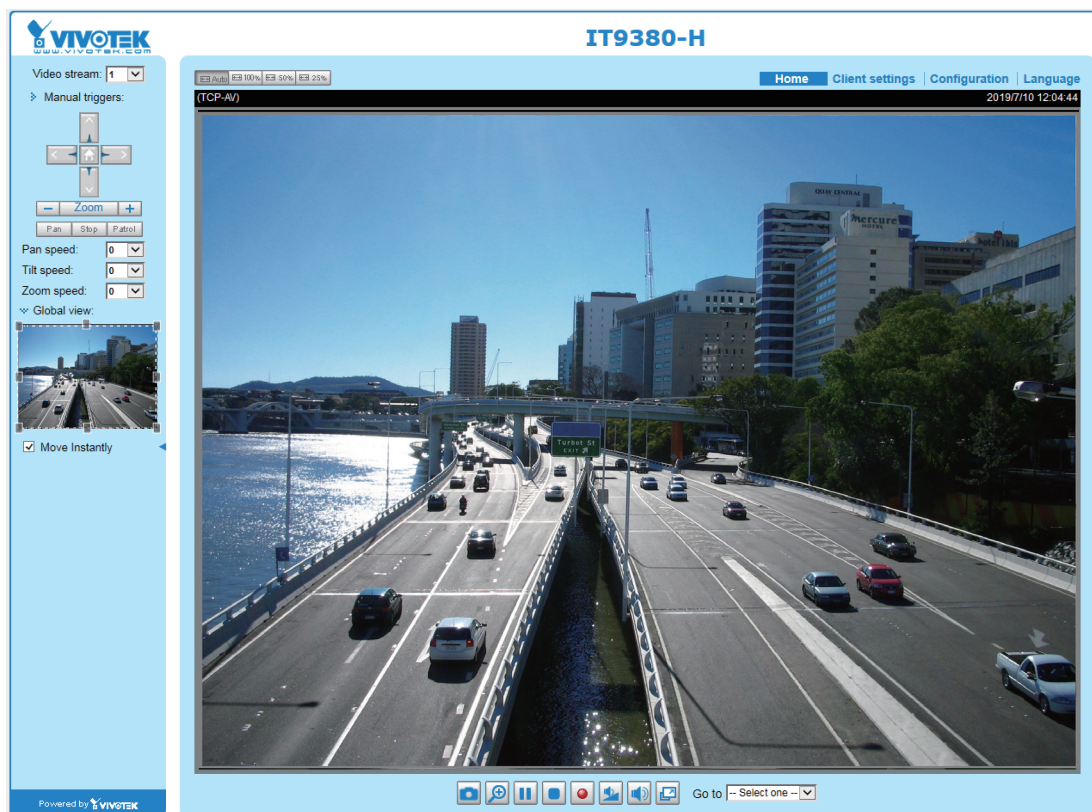 VIVOTEK
www.vivotek.com
IT9380-H
Video stream: 1
Manual triggers:
Zoom
Pan Stop Patrol
Pan speed: 0
Tilt speed: 0
Zoom speed: 0
Global view:
Move Instantly
Powered by VIVOTEK
Auto 100% 50% 25%
Home Client settings Configuration Language
(TCP-AV) 2019/7/10 12:04:44
QUAY CENTRAL
Mercure
HOTEL
hotel ibis
Turbot St
EXIT
Go to -- Select one --